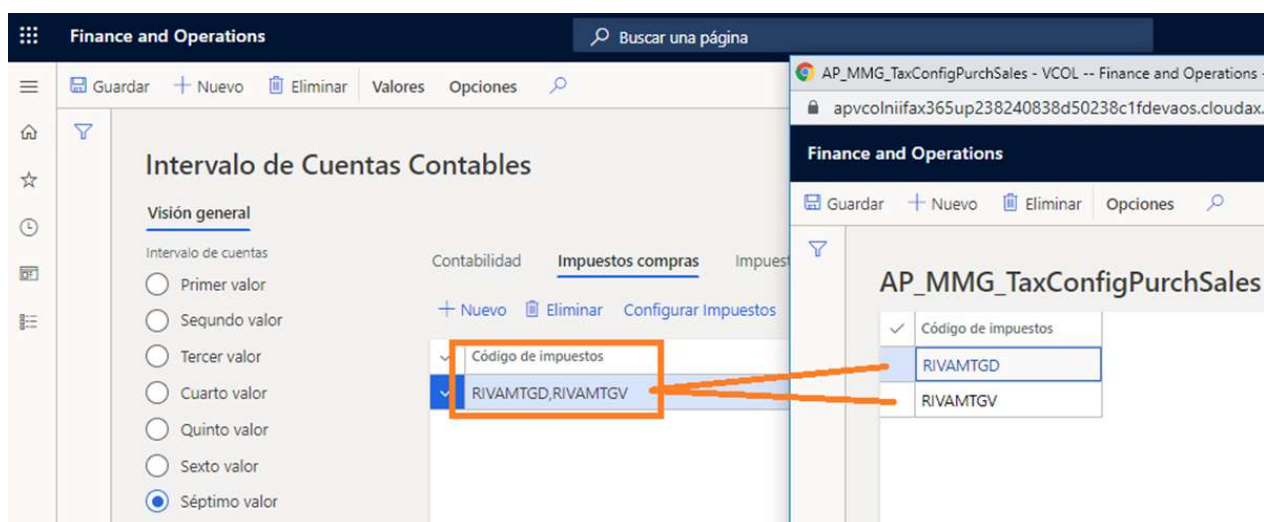 Finance and Operations
Buscar una página
Guardar + Nuevo Eliminar Valores Opciones
Intervalo de Cuentas Contables
Visión general
Intervalo de cuentas
Primer valor
Segundo valor
Tercer valor
Cuarto valor
Quinto valor
Sexto valor
Séptimo valor
Contabilidad Impuestos compras Impuest
+ Nuevo Eliminar Configurar Impuestos
Código de impuestos
RIVAMTGD,RIVAMTGV
AP_MMG_TaxConfigPurchSales - VCOL -- Finance and Operations -
apvcolniifax365up238240838d50238c1fdevaos.cloudax.
Finance and Operations
Guardar + Nuevo Eliminar Opciones
AP_MMG_TaxConfigPurchSales
Código de impuestos
RIVAMTGD
RIVAMTGV